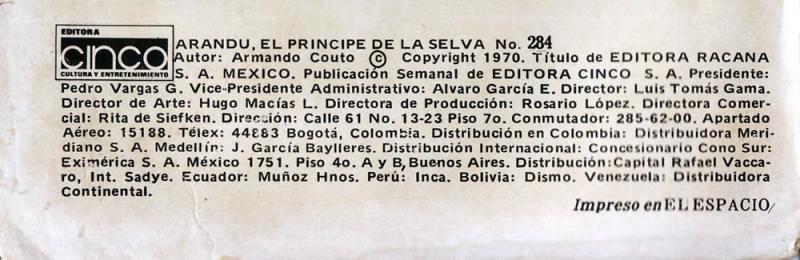 EDITORA
cinco
CULTURA Y ENTRETENIMIENTO
ARANDU, EL PRINCIPE DE LA SELVA No. 284
Autor: Armando Couto © Copyright 1970. Título de EDITORA RACANA
S. A. MEXICO. Publicación Semanal de EDITORA CINCO S. A. Presidente:
Pedro Vargas G. Vice-Presidente Administrativo: Alvaro García E. Director: Luis Tomás Gama.
Director de Arte: Hugo Macías L. Directora de Producción: Rosario López. Directora Comer-
cial: Rita de Siefken. Dirección: Calle 61 No. 13-23 Piso 7o. Conmutador: 285-62-00. Apartado
Aéreo: 15188. Télex: 44883 Bogotá, Colombia. Distribución en Colombia: Distribuidora Meri-
diano S. A. Medellín: J. García Baylleres. Distribución Internacional: Concesionario Cono Sur:
Eximérica S. A. México 1751. Piso 4o. A y B, Buenos Aires. Distribución: Capital Rafael Vacca-
ro, Int. Sadye. Ecuador: Muñoz Hnos. Perú: Inca. Bolivia: Dismo. Venezuela: Distribuidora
Continental.
Impreso en EL ESPACIO/